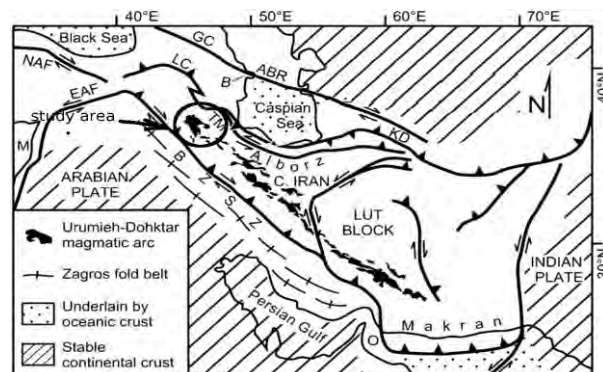 40°E
50°E
60°E
70°E
Black Sea
GC
NAF
LC
B
ABR
EAF
Caspian
Sea
KD
N
40°N
study area
TM
M
Alborz
C. IRAN
ARABIAN
PLATE
B
Z
S
Z
LUT
BLOCK
INDIAN
PLATE
30°N
Urumieh-Dohktar
magmatic arc
Zagros fold belt
Underlain by
oceanic crust
Stable
continental crust
Persian Gulf
Makran
O